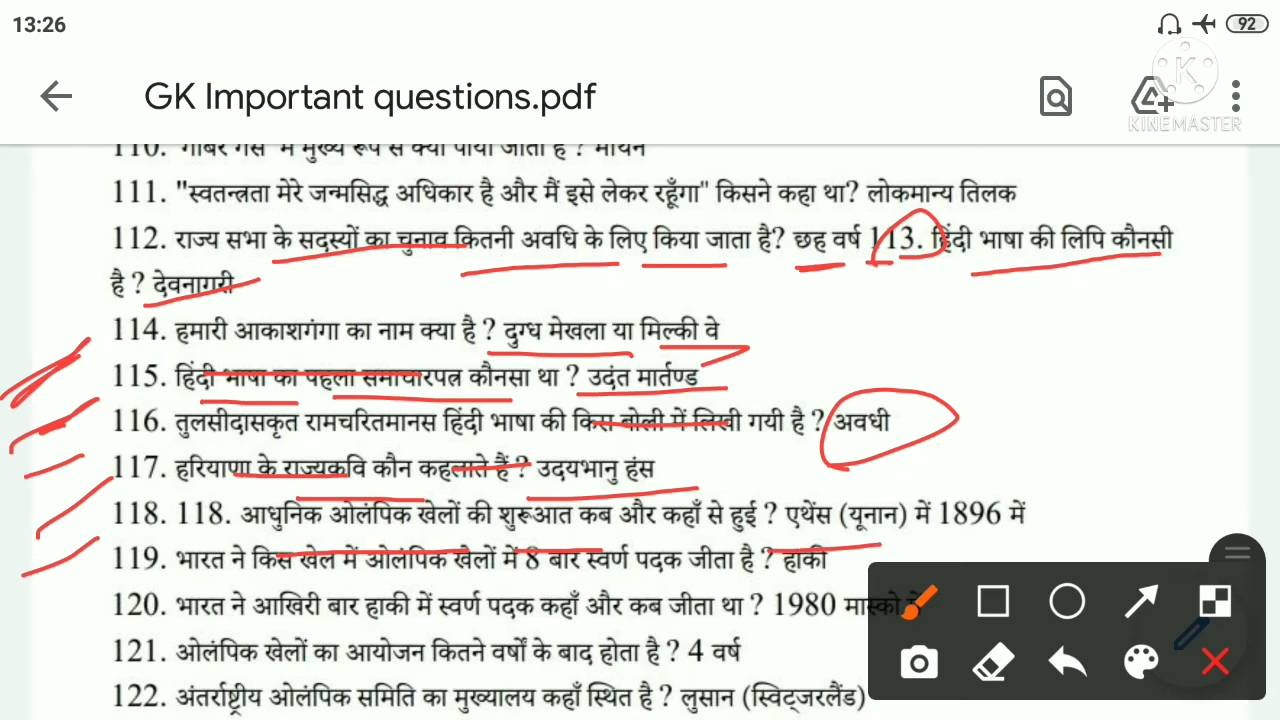 13:26
92
GK Important questions.pdf
KINEMASTER
110. गोबर गैस में मुख्य रूप से क्या पाया जाता है ? मीथेन
111. "स्वतन्त्रता मेरे जन्मसिद्ध अधिकार है और मैं इसे लेकर रहूँगा" किसने कहा था? लोकमान्य तिलक
112. राज्य सभा के सदस्यों का चुनाव कितनी अवधि के लिए किया जाता है? छह वर्ष 113. हिंदी भाषा की लिपि कौनसी
है ? देवनागरी
114. हमारी आकाशगंगा का नाम क्या है ? दुग्ध मेखला या मिल्की वे
115. हिंदी भाषा का पहला समाचारपत्र कौनसा था ? उदंत मार्तण्ड
116. तुलसीदासकृत रामचरितमानस हिंदी भाषा की किस बोली में लिखी गयी है ? अवधी
117. हरियाणा के राज्यकवि कौन कहलाते हैं ? उदयभानु हंस
118. 118. आधुनिक ओलंपिक खेलों की शुरूआत कब और कहाँ से हुई ? एथेंस (यूनान) में 1896 में
119. भारत ने किस खेल में ओलंपिक खेलों में 8 बार स्वर्ण पदक जीता है ? हाकी
120. भारत ने आखिरी बार हाकी में स्वर्ण पदक कहाँ और कब जीता था ? 1980 मास्को में
121. ओलंपिक खेलों का आयोजन कितने वर्षों के बाद होता है ? 4 वर्ष
122. अंतर्राष्ट्रीय ओलंपिक समिति का मुख्यालय कहाँ स्थित है ? लुसान (स्विट्जरलैंड)